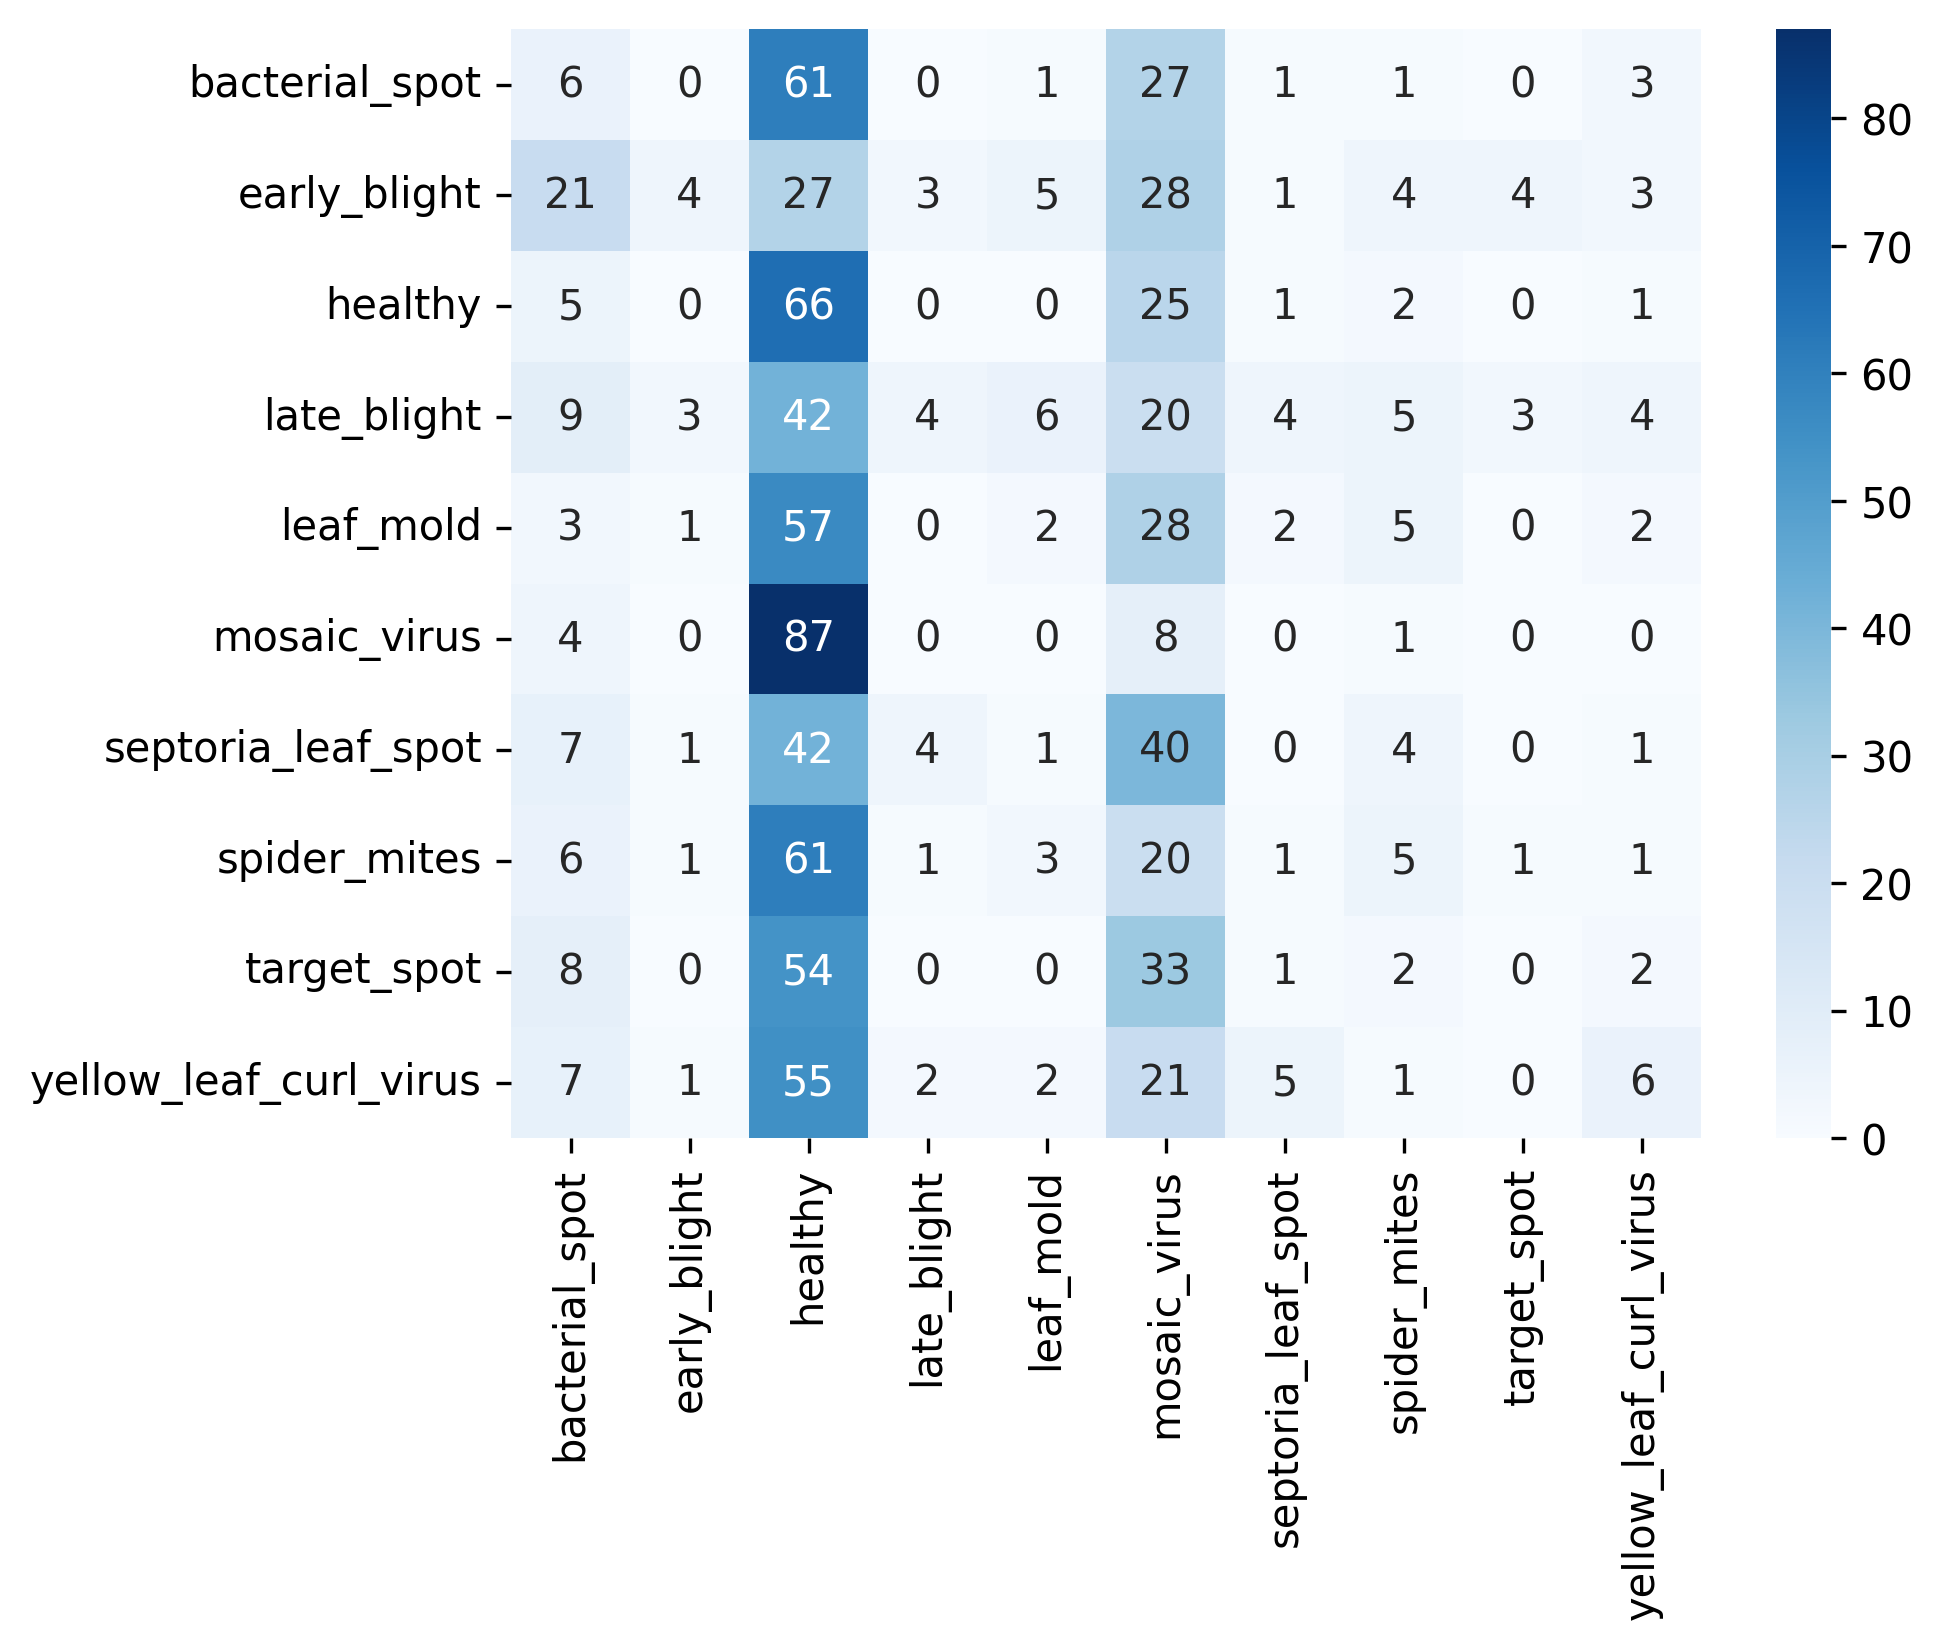 bacterial_spot 6 0 61 0 1 27 1 1 0 3
early_blight 21 4 27 3 5 28 1 4 4 3
healthy 5 0 66 0 0 25 1 2 0 1
late_blight 9 3 42 4 6 20 4 5 3 4
leaf_mold 3 1 57 0 2 28 2 5 0 2
mosaic_virus 4 0 87 0 0 8 0 1 0 0
septoria_leaf_spot 7 1 42 4 1 40 0 4 0 1
spider_mites 6 1 61 1 3 20 1 5 1 1
target_spot 8 0 54 0 0 33 1 2 0 2
yellow_leaf_curl_virus 7 1 55 2 2 21 5 1 0 6
bacterial_spot
early_blight
healthy
late_blight
leaf_mold
mosaic_virus
septoria_leaf_spot
spider_mites
target_spot
yellow_leaf_curl_virus
80
70
60
50
40
30
20
10
0